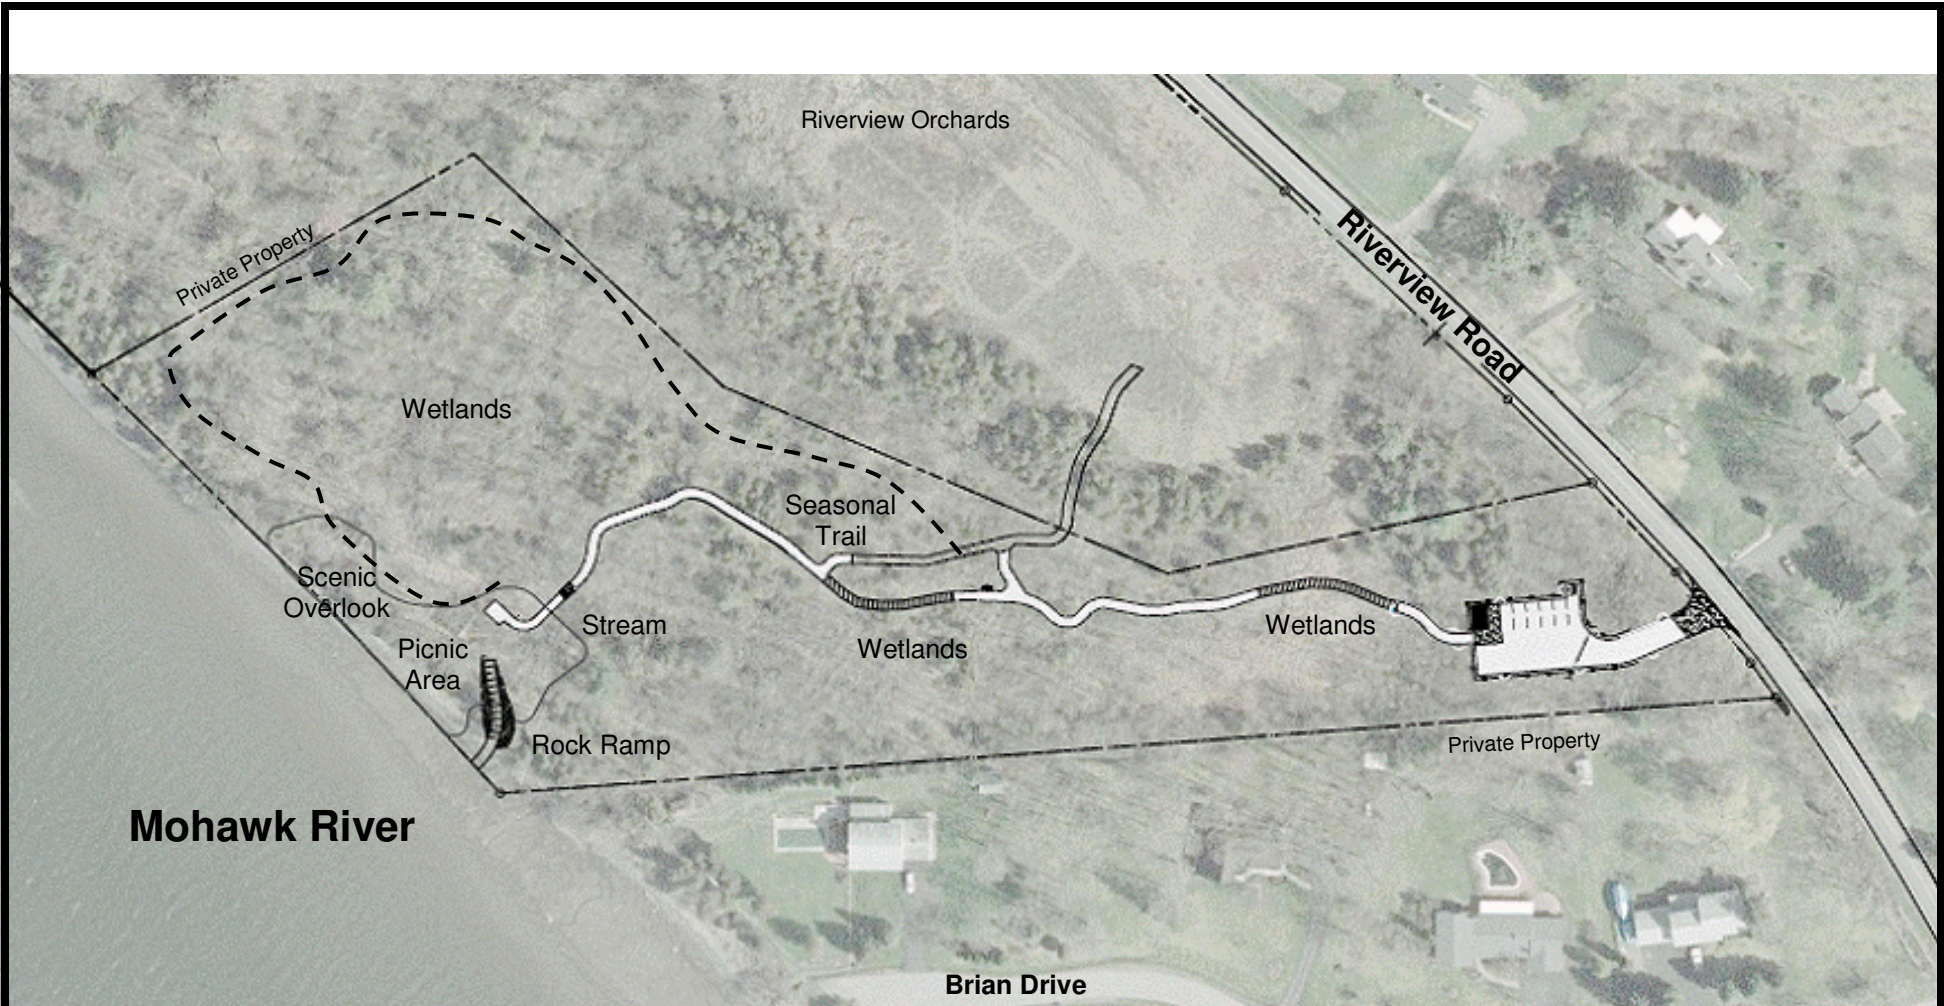 Riverview Orchards
Riverview Road
Private Property
Wetlands
Seasonal
Trail
Scenic
Overlook
Stream
Wetlands
Wetlands
Picnic
Area
Rock Ramp
Private Property
Mohawk River
Brian Drive